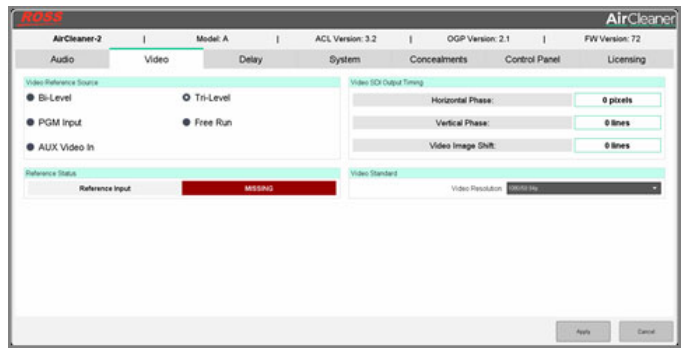 ROSS AirCleaner
AirCleaner-2 | Model: A | ACL Version: 3.2 | OGP Version: 2.1 | FW Version: 72
Audio Video Delay System Concealments Control Panel Licensing
Video Reference Source Video SDI Output Timing
Bi-Level Tri-Level Horizontal Phase: 0 pixels
PGM Input Free Run Vertical Phase: 0 lines
AUX Video In Video Image Shift: 0 lines
Reference Status Video Standard
Reference Input MISSING Video Resolution
Apply Cancel